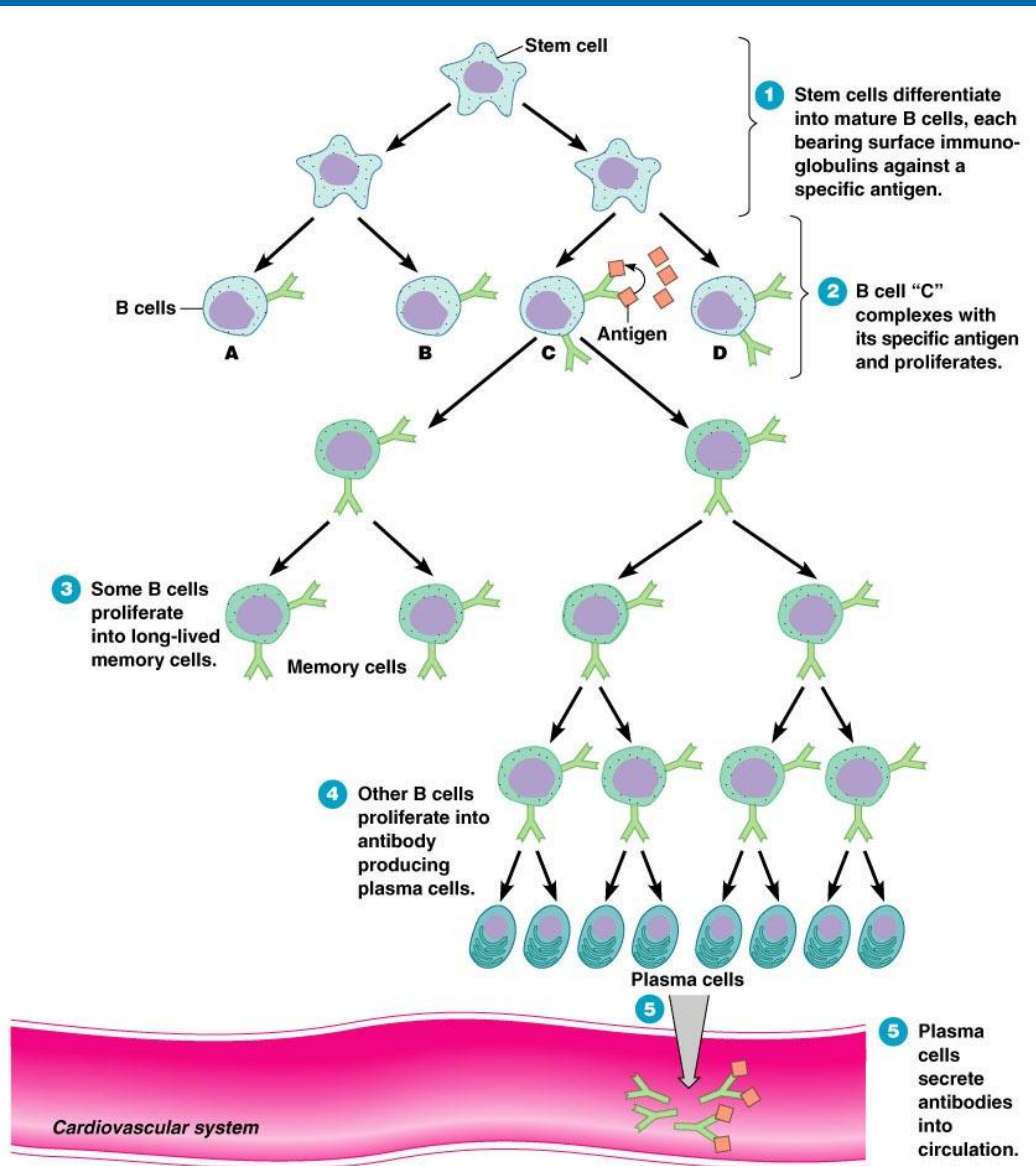 Stem cell
1 Stem cells differentiate
into mature B cells, each
bearing surface immuno-
globulins against a
specific antigen.
B cells
A
B
C
Antigen
D
2 B cell “C”
complexes with
its specific antigen
and proliferates.
3 Some B cells
proliferate
into long-lived
memory cells.
Memory cells
4 Other B cells
proliferate into
antibody
producing
plasma cells.
Plasma cells
5
5 Plasma
cells
secrete
antibodies
into
circulation.
Cardiovascular system